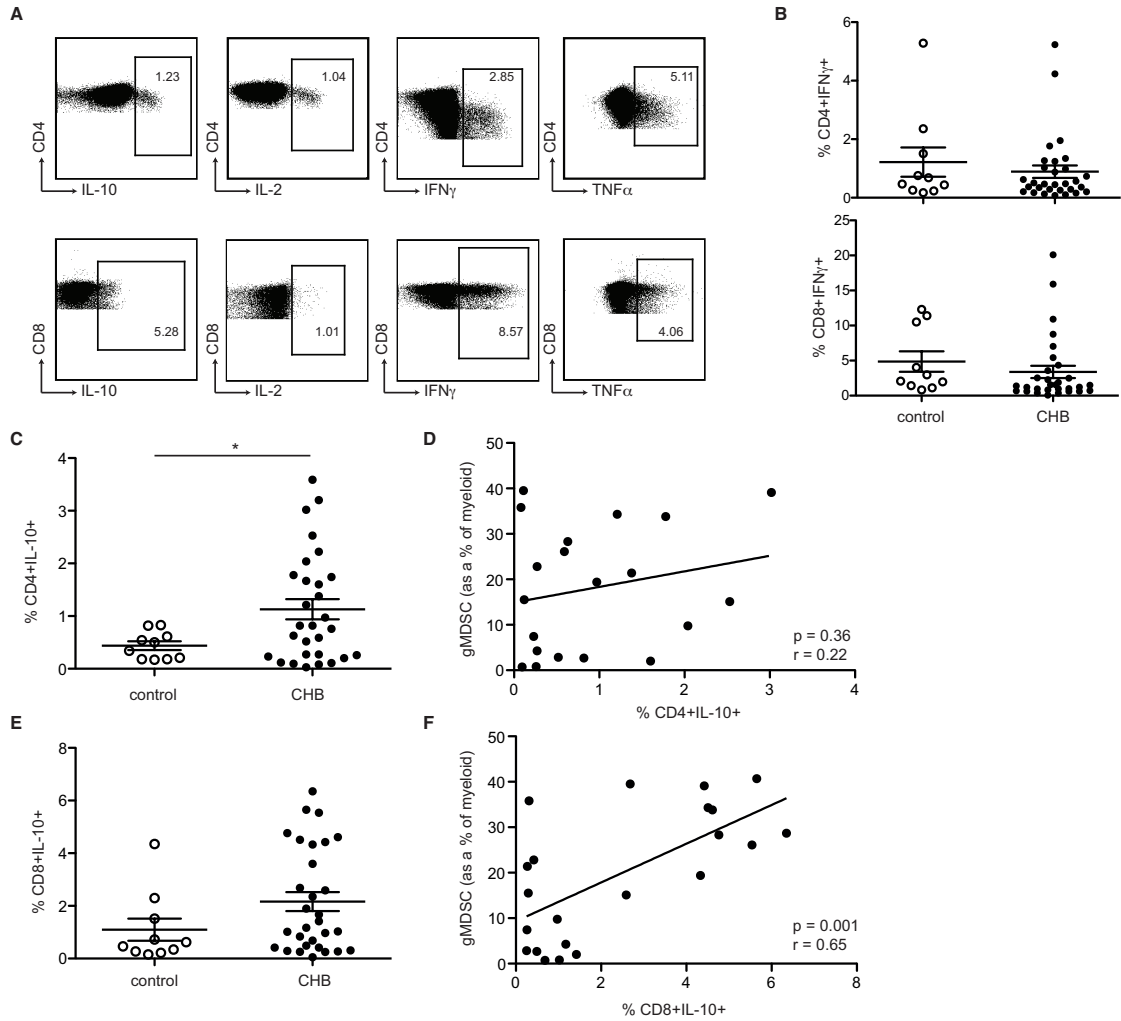 A
1.23
1.04
2.85
5.11
CD4
CD4
CD4
CD4
IL-10
IL-2
IFNγ
TNFα
5.28
1.01
8.57
4.06
CD8
CD8
CD8
CD8
IL-10
IL-2
IFNγ
TNFα
B
% CD4+IFNγ+
6
4
2
0
% CD8+IFNγ+
25
20
15
10
5
0
control
CHB
C
% CD4+IL-10+
4
3
2
1
0
*
control
CHB
D
gMDSC (as a % of myeloid)
50
40
30
20
10
0
p = 0.36
r = 0.22
0
1
2
3
4
% CD4+IL-10+
E
% CD8+IL-10+
8
6
4
2
0
control
CHB
F
gMDSC (as a % of myeloid)
50
40
30
20
10
0
p = 0.001
r = 0.65
0
2
4
6
8
% CD8+IL-10+